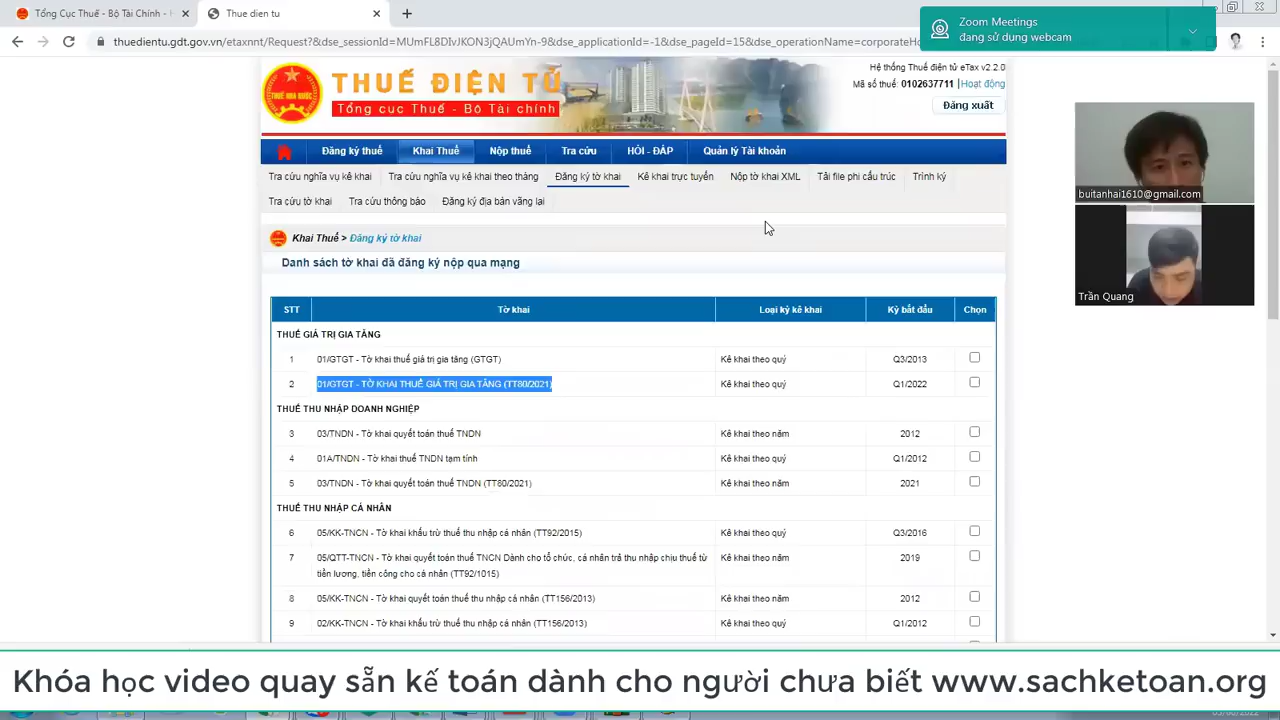 Tổng Cục Thuế - Bộ Tài Chính -
Thue dien tu
Zoom Meetings
đang sử dụng webcam
thuedientu.gdt.gov.vn/etaxnnt/Request?&dse_sessionId=MUmFL8DIvJKON3jQAUmYn-9&dse_applicationId=-1&dse_pageId=15&dse_operationName=corporateHo
THUẾ NHÀ NƯỚC
THUẾ ĐIỆN TỬ
Tổng cục Thuế - Bộ Tài chính
Hệ thống Thuế điện tử eTax v2.2.0
Mã số thuế: 0102637711 |Hoạt động
Đăng xuất
Đăng ký thuế Khai Thuế Nộp thuế Tra cứu HỎI - ĐÁP Quản lý Tài khoản
Tra cứu nghĩa vụ kê khai Tra cứu nghĩa vụ kê khai theo tháng Đăng ký tờ khai Kê khai trực tuyến Nộp tờ khai XML Tải file phi cấu trúc Trình ký
Tra cứu tờ khai Tra cứu thông báo Đăng ký địa bàn vãng lai
buitanhai1610@gmail.com
Trần Quang
Khai Thuế > Đăng ký tờ khai
Danh sách tờ khai đã đăng ký nộp qua mạng
STT Tờ khai Loại kỳ kê khai Kỳ bắt đầu Chọn
THUẾ GIÁ TRỊ GIA TĂNG
1 01/GTGT - Tờ khai thuế giá trị gia tăng (GTGT) Kê khai theo quý Q3/2013
2 01/GTGT - TỜ KHAI THUẾ GIÁ TRỊ GIA TĂNG (TT80/2021) Kê khai theo quý Q1/2022
THUẾ THU NHẬP DOANH NGHIỆP
3 03/TNDN - Tờ khai quyết toán thuế TNDN Kê khai theo năm 2012
4 01A/TNDN - Tờ khai thuế TNDN tạm tính Kê khai theo quý Q1/2012
5 03/TNDN - Tờ khai quyết toán thuế TNDN (TT80/2021) Kê khai theo năm 2021
THUẾ THU NHẬP CÁ NHÂN
6 05/KK-TNCN - Tờ khai khấu trừ thuế thu nhập cá nhân (TT92/2015) Kê khai theo quý Q3/2016
7 05/QTT-TNCN - Tờ khai quyết toán thuế TNCN Dành cho tổ chức, cá nhân trả thu nhập chịu thuế từ Kê khai theo năm 2019
tiền lương, tiền công cho cá nhân (TT92/1015)
8 05/KK-TNCN - Tờ khai quyết toán thuế thu nhập cá nhân (TT156/2013) Kê khai theo năm 2012
9 02/KK-TNCN - Tờ khai khấu trừ thuế thu nhập cá nhân (TT156/2013) Kê khai theo quý Q1/2012
Khóa học video quay sẵn kế toán dành cho người chưa biết www.sachketoan.org